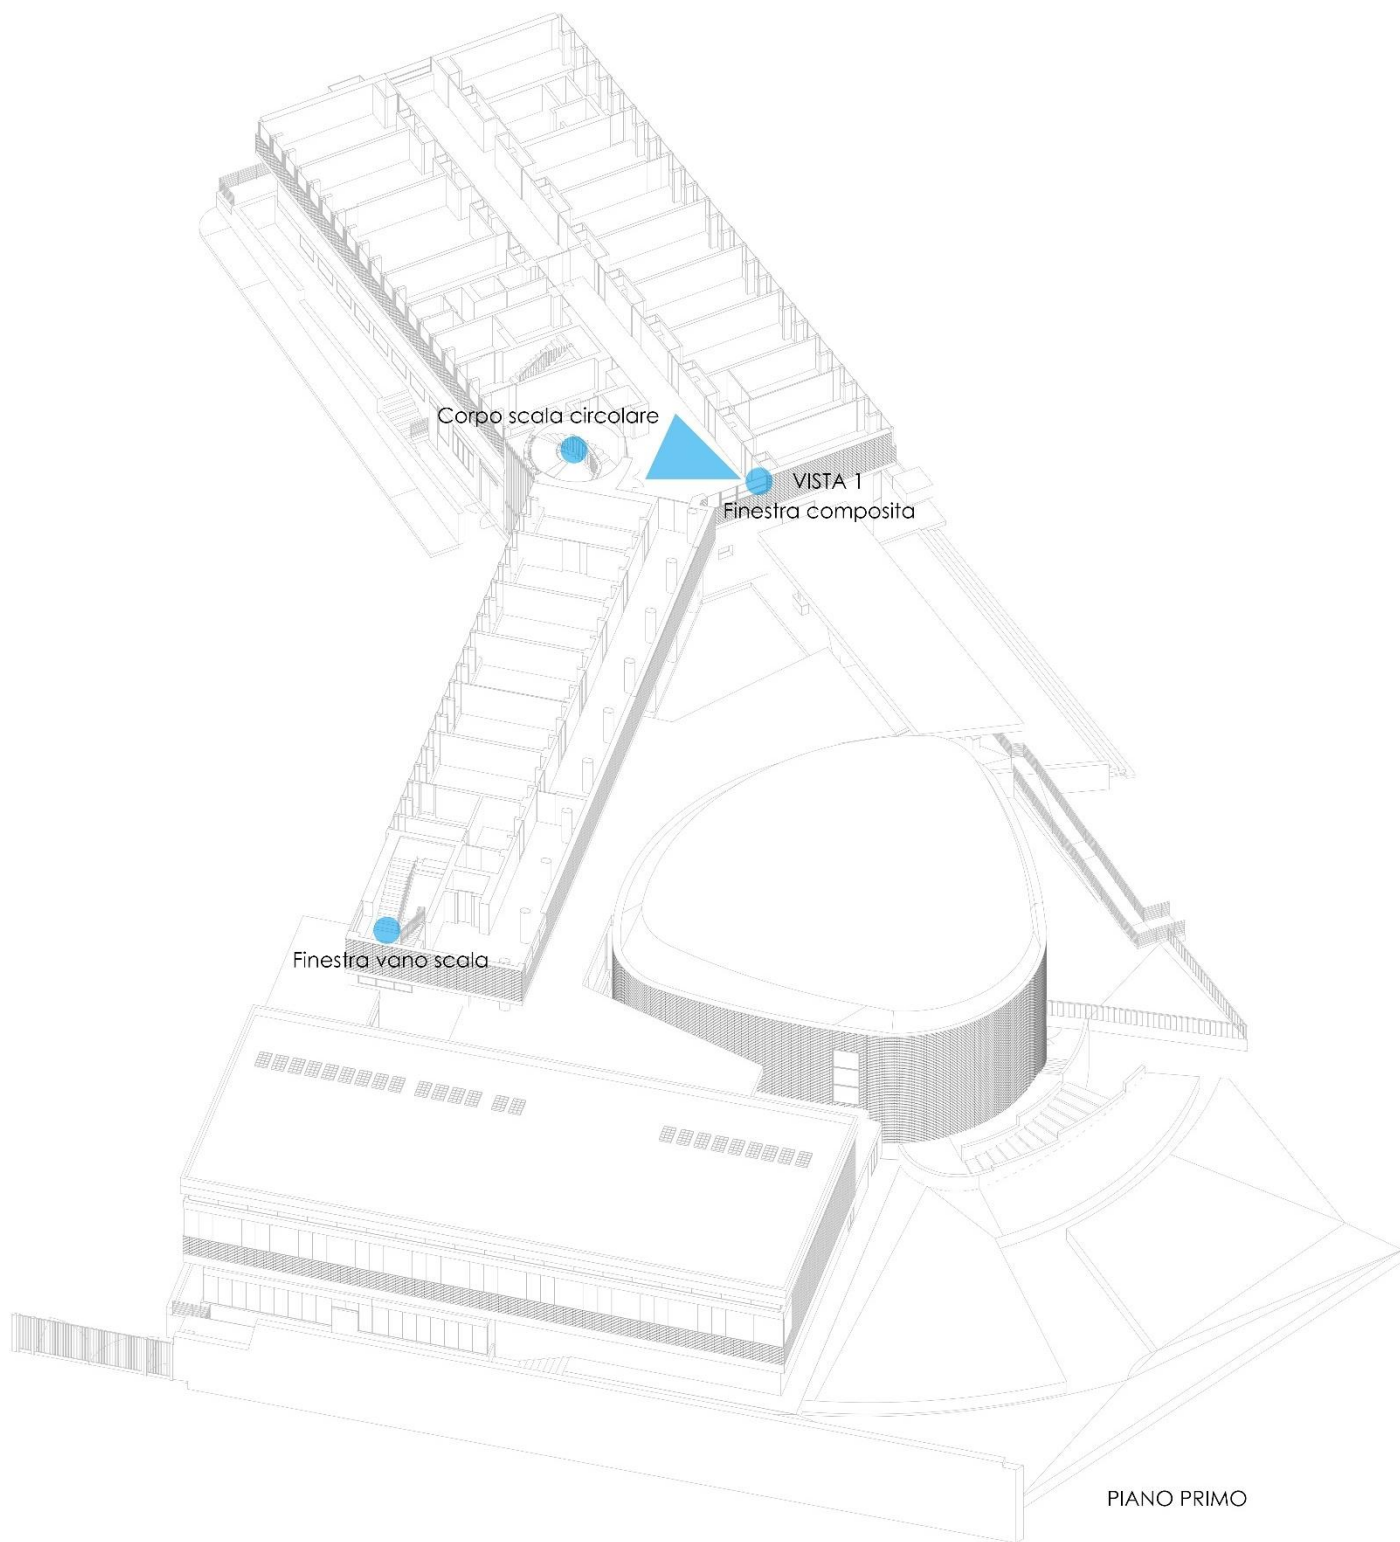 Corpo scala circolare
VISTA 1
Finestra composita
Finestra vano scala
PIANO PRIMO